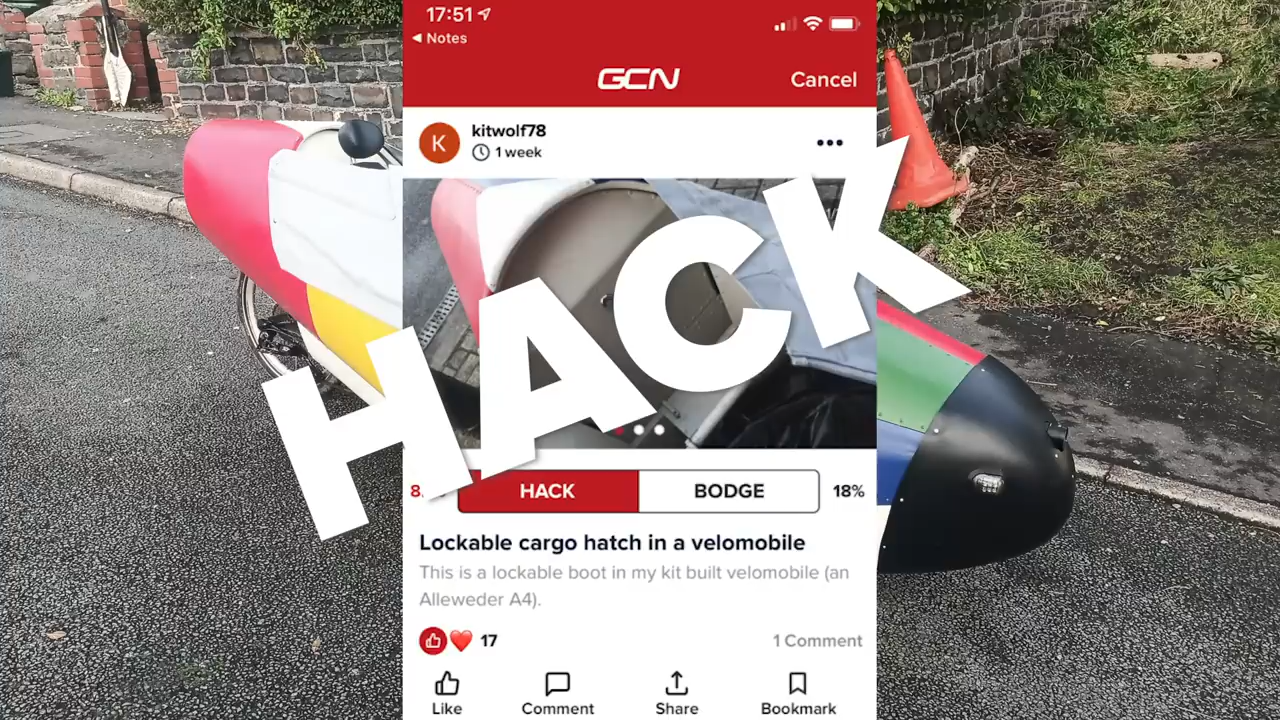 17:51
Notes
GCN
Cancel
K
kitwolf78
1 week
HACK
HACK
BODGE
18%
Lockable cargo hatch in a velomobile
This is a lockable boot in my kit built velomobile (an
Alleweder A4).
17
1 Comment
Like
Comment
Share
Bookmark